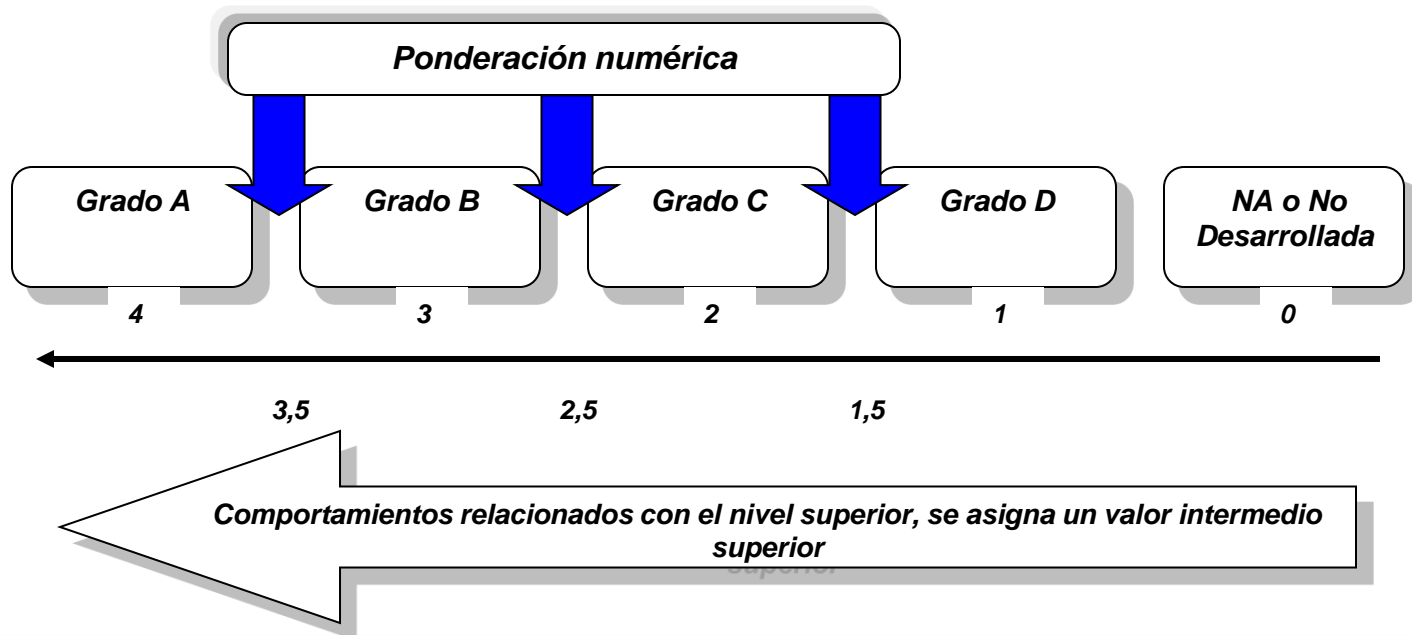 Ponderación numérica
Grado A
Grado B
Grado C
Grado D
NA o No
Desarrollada
4
3
2
1
0
3,5
2,5
1,5
Comportamientos relacionados con el nivel superior, se asigna un valor intermedio
superior